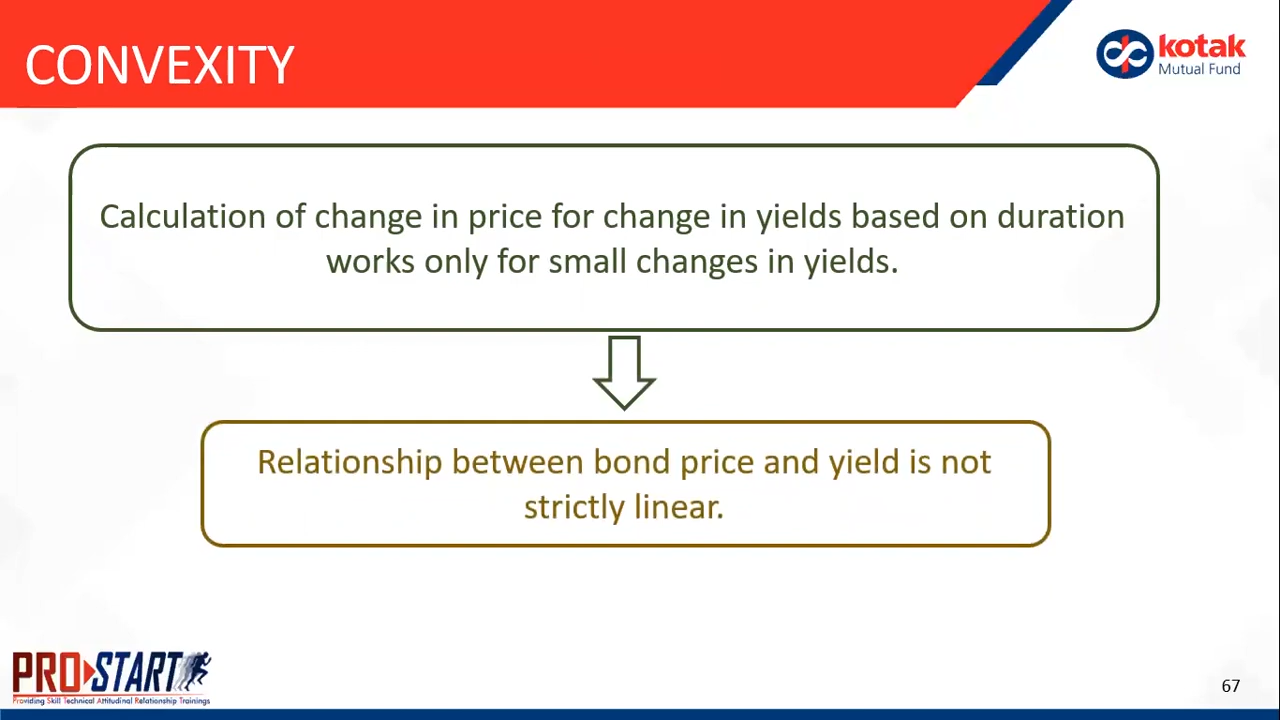 CONVEXITY
kotak
Mutual Fund
Calculation of change in price for change in yields based on duration
works only for small changes in yields.
Relationship between bond price and yield is not
strictly linear.
PRO START
Providing Skill Technical Attitudinal Relationship Trainings
67